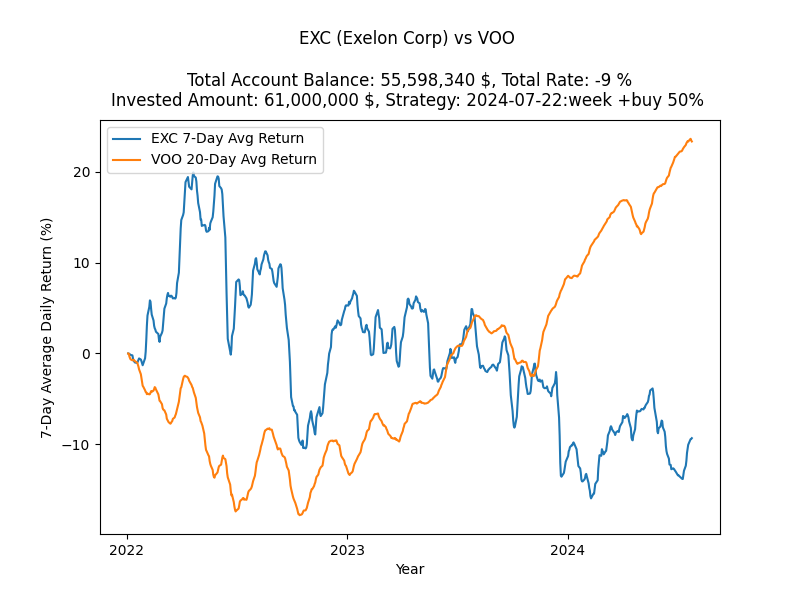 EXC (Exelon Corp) vs VOO
Total Account Balance: 55,598,340 $, Total Rate: -9 %
Invested Amount: 61,000,000 $, Strategy: 2024-07-22:week +buy 50%
EXC 7-Day Avg Return
VOO 20-Day Avg Return
7-Day Average Daily Return (%)
20
10
0
−10
2022
2023
2024
Year